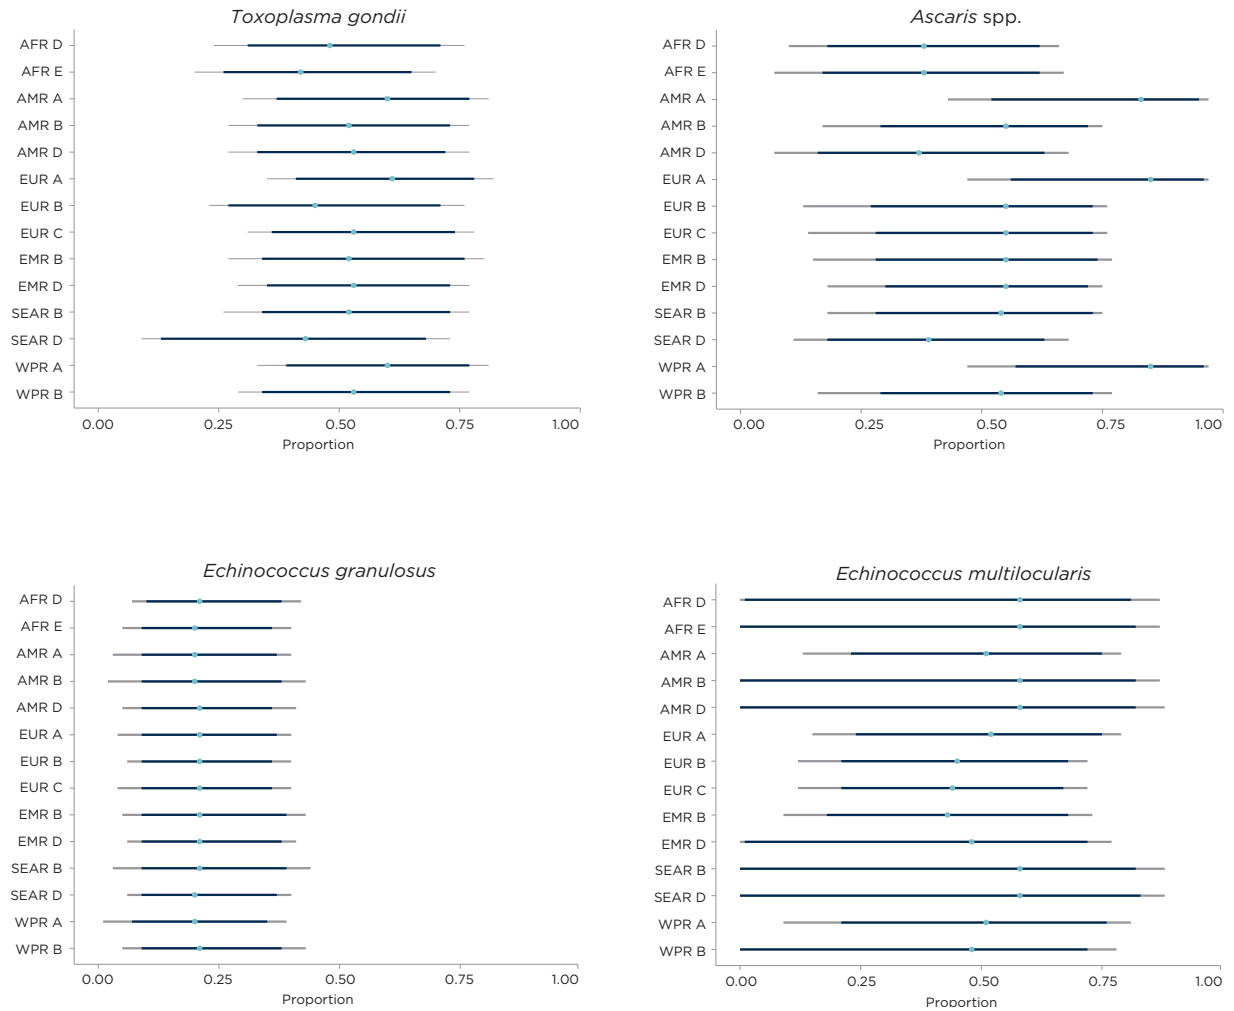 Toxoplasma gondii
AFR D
AFR E
AMR A
AMR B
AMR D
EUR A
EUR B
EUR C
EMR B
EMR D
SEAR B
SEAR D
WPR A
WPR B
0.00 0.25 0.50 0.75 1.00
Proportion
Ascaris spp.
AFR D
AFR E
AMR A
AMR B
AMR D
EUR A
EUR B
EUR C
EMR B
EMR D
SEAR B
SEAR D
WPR A
WPR B
0.00 0.25 0.50 0.75 1.00
Proportion
Echinococcus granulosus
AFR D
AFR E
AMR A
AMR B
AMR D
EUR A
EUR B
EUR C
EMR B
EMR D
SEAR B
SEAR D
WPR A
WPR B
0.00 0.25 0.50 0.75 1.00
Proportion
Echinococcus multilocularis
AFR D
AFR E
AMR A
AMR B
AMR D
EUR A
EUR B
EUR C
EMR B
EMR D
SEAR B
SEAR D
WPR A
WPR B
0.00 0.25 0.50 0.75 1.00
Proportion